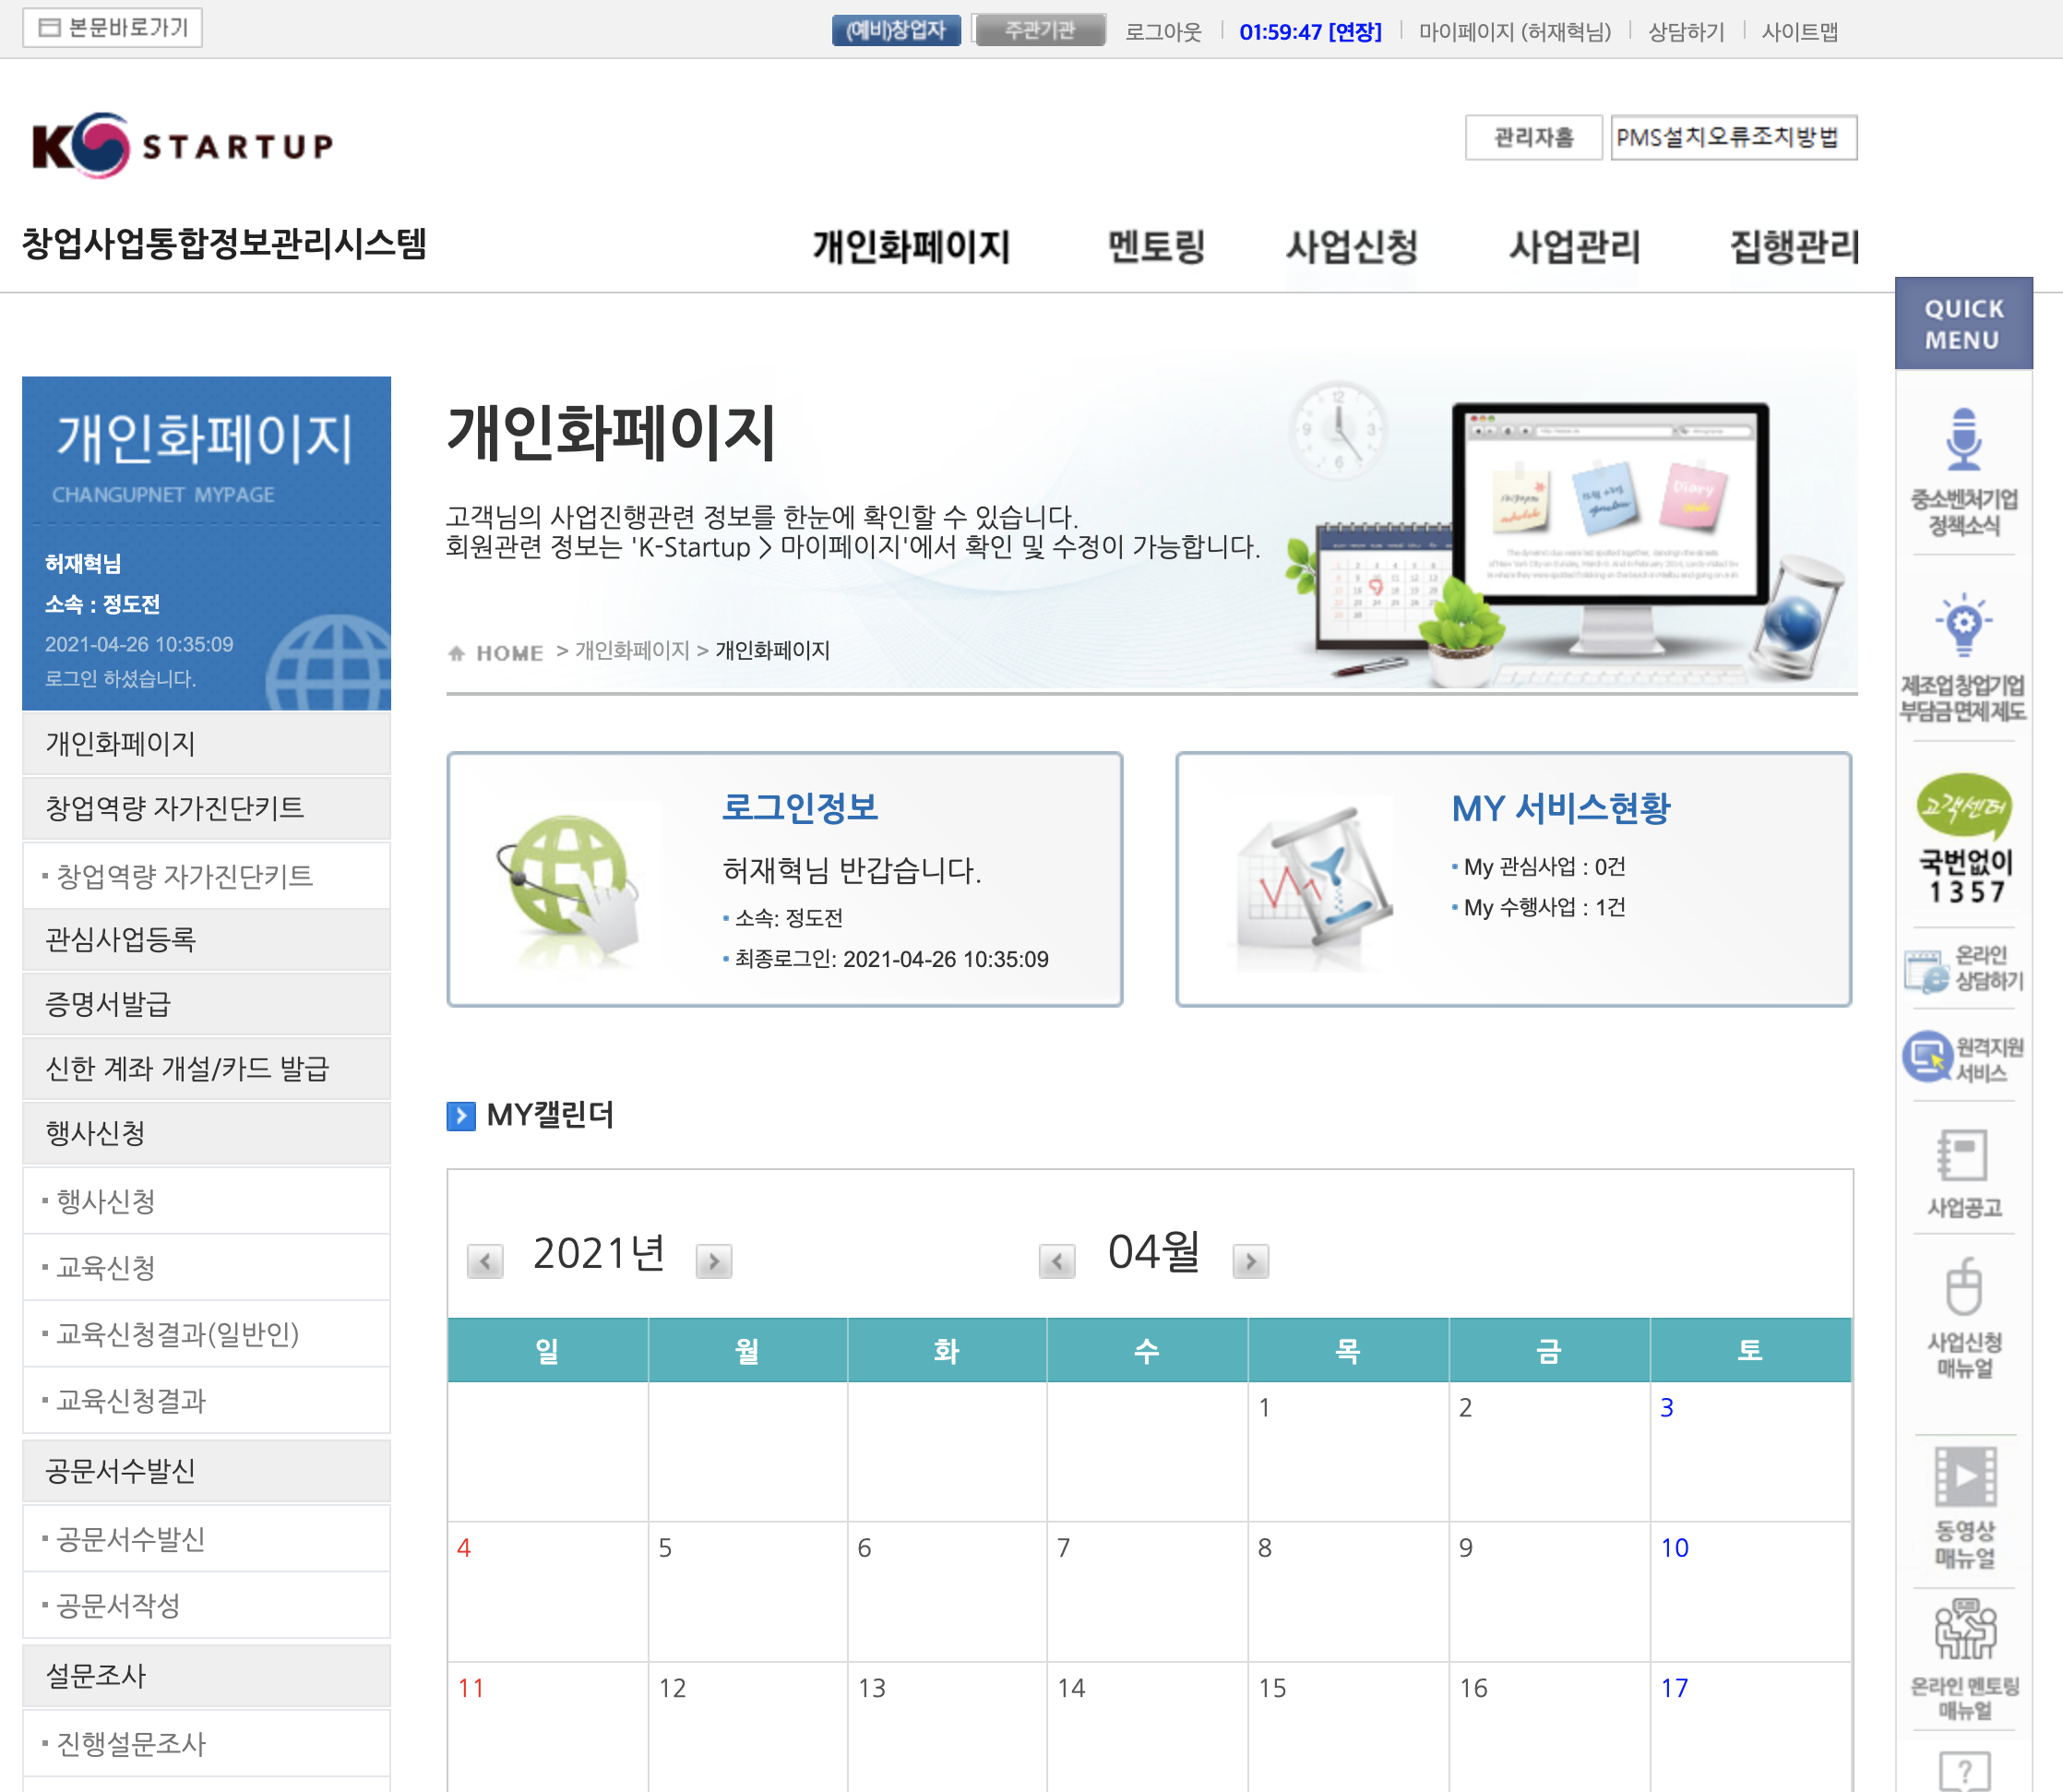 본문바로가기
(예비)창업자 주관기관 로그아웃 01:59:47 [연장] 마이페이지 (허재혁님) 상담하기 사이트맵
K STARTUP
관리자홈 PMS설치오류조치방법
창업사업통합정보관리시스템
개인화페이지 멘토링 사업신청 사업관리 집행관리
개인화페이지
CHANGUPNET MYPAGE
허재혁님
소속 : 정도전
2021-04-26 10:35:09
로그인 하셨습니다.
개인화페이지
창업역량 자가진단키트
창업역량 자가진단키트
관심사업등록
증명서발급
신한 계좌 개설/카드 발급
행사신청
행사신청
교육신청
교육신청결과(일반인)
교육신청결과
공문서수발신
공문서수발신
공문서작성
설문조사
진행설문조사
개인화페이지
고객님의 사업진행관련 정보를 한눈에 확인할 수 있습니다.
회원관련 정보는 'K-Startup > 마이페이지'에서 확인 및 수정이 가능합니다.
HOME > 개인화페이지 > 개인화페이지
Diary
로그인정보
허재혁님 반갑습니다.
소속: 정도전
최종로그인: 2021-04-26 10:35:09
MY 서비스현황
My 관심사업 : 0건
My 수행사업 : 1건
MY캘린더
2021년 04월
일 월 화 수 목 금 토
1 2 3
4 5 6 7 8 9 10
11 12 13 14 15 16 17
QUICK
MENU
중소벤처기업
정책소식
제조업 창업기업
부담금 면제 제도
고객센터
국번없이
1357
온라인
상담하기
원격지원
서비스
사업공고
사업신청
매뉴얼
동영상
매뉴얼
온라인 멘토링
매뉴얼
?